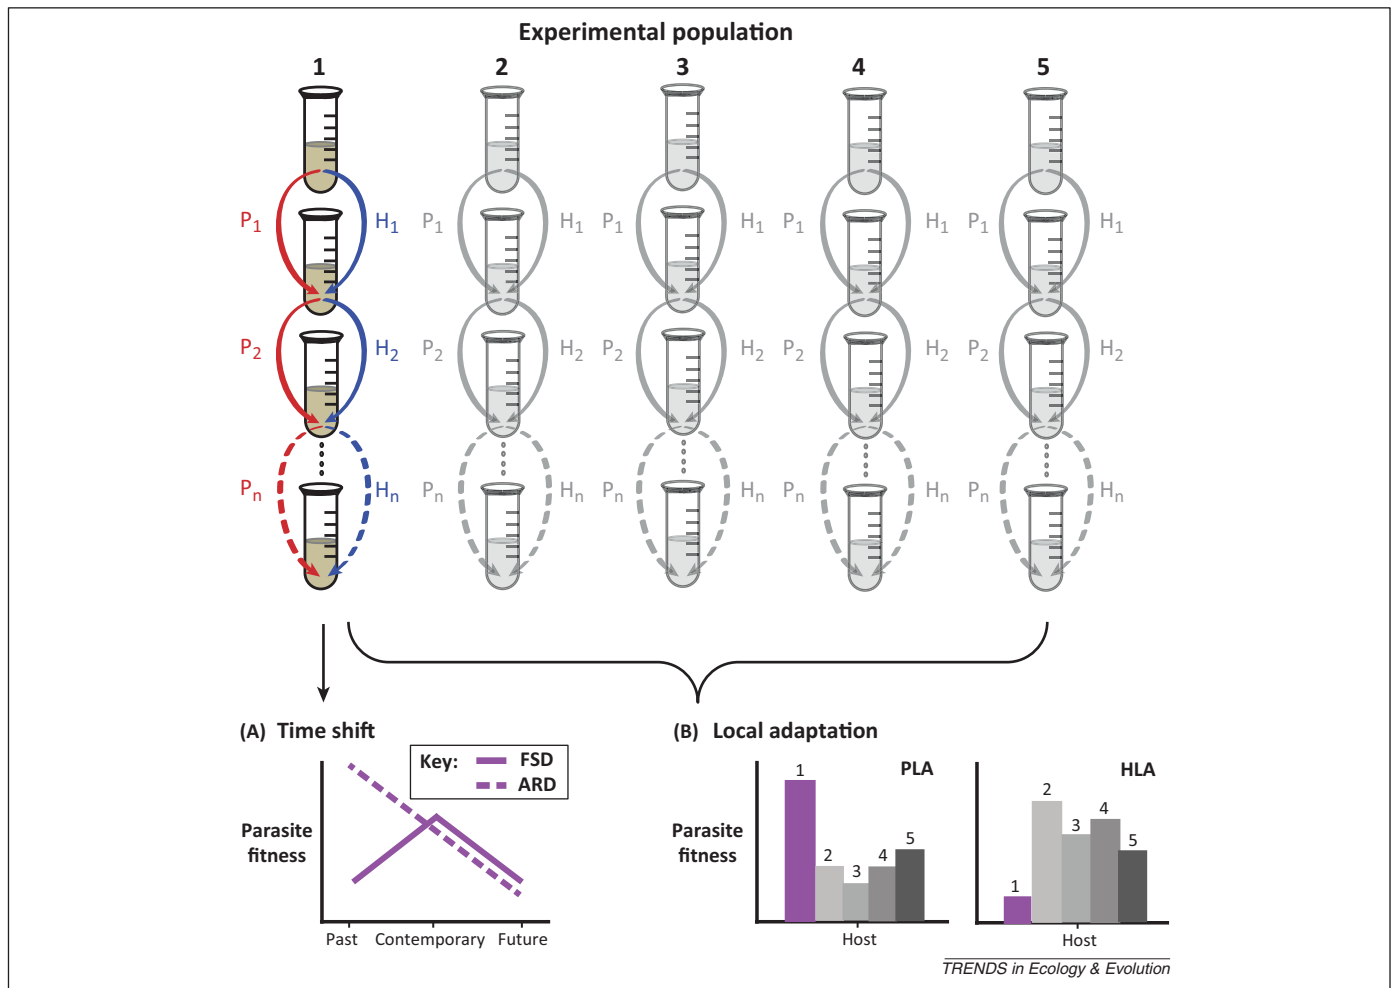 Experimental population
1 2 3 4 5
P1 H1 P1 H1 P1 H1 P1 H1 P1 H1
P2 H2 P2 H2 P2 H2 P2 H2 P2 H2
Pn Hn Pn Hn Pn Hn Pn Hn Pn Hn
(A) Time shift
Key: FSD
ARD
Parasite
fitness
Past Contemporary Future
(B) Local adaptation
PLA
Parasite
fitness
1 2 3 4 5
Host
HLA
1 2 3 4 5
Host
TRENDS in Ecology & Evolution